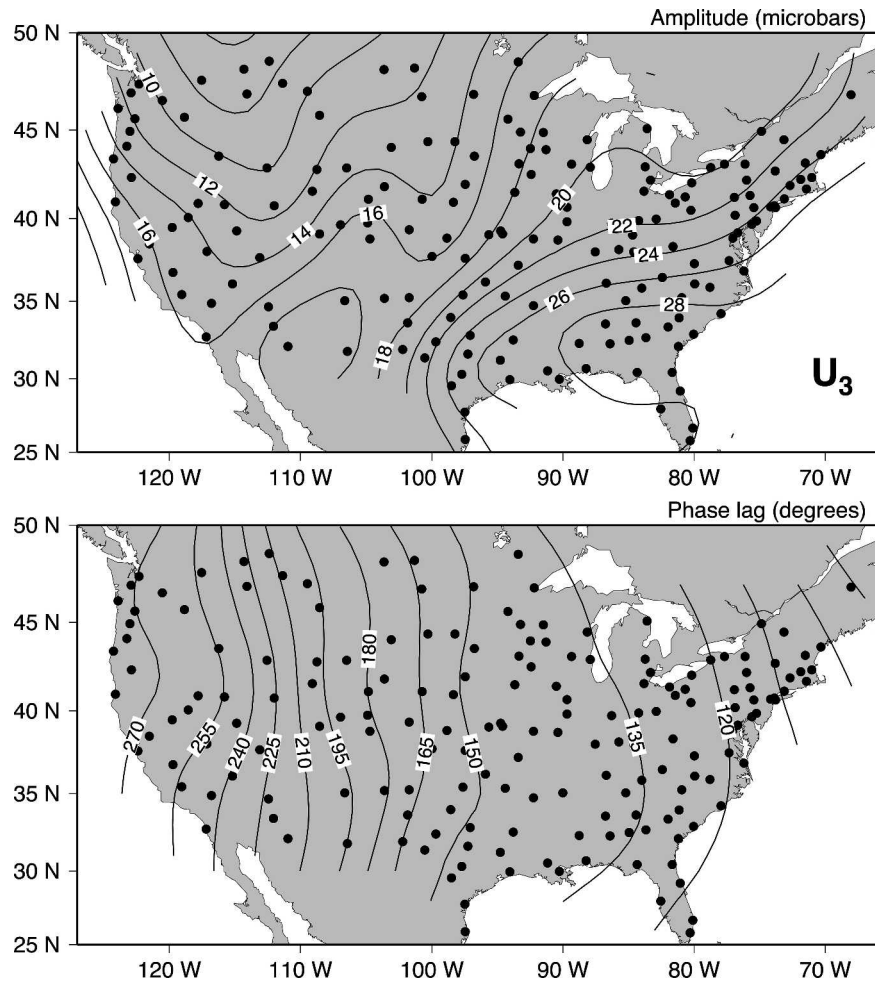 Amplitude (microbars)
50 N
45 N
40 N
35 N
30 N
25 N
10
12
14
16
16
18
20
22
24
26
28
U3
120 W
110 W
100 W
90 W
80 W
70 W
Phase lag (degrees)
50 N
45 N
40 N
35 N
30 N
25 N
270
255
240
225
210
195
180
165
150
135
120
120 W
110 W
100 W
90 W
80 W
70 W